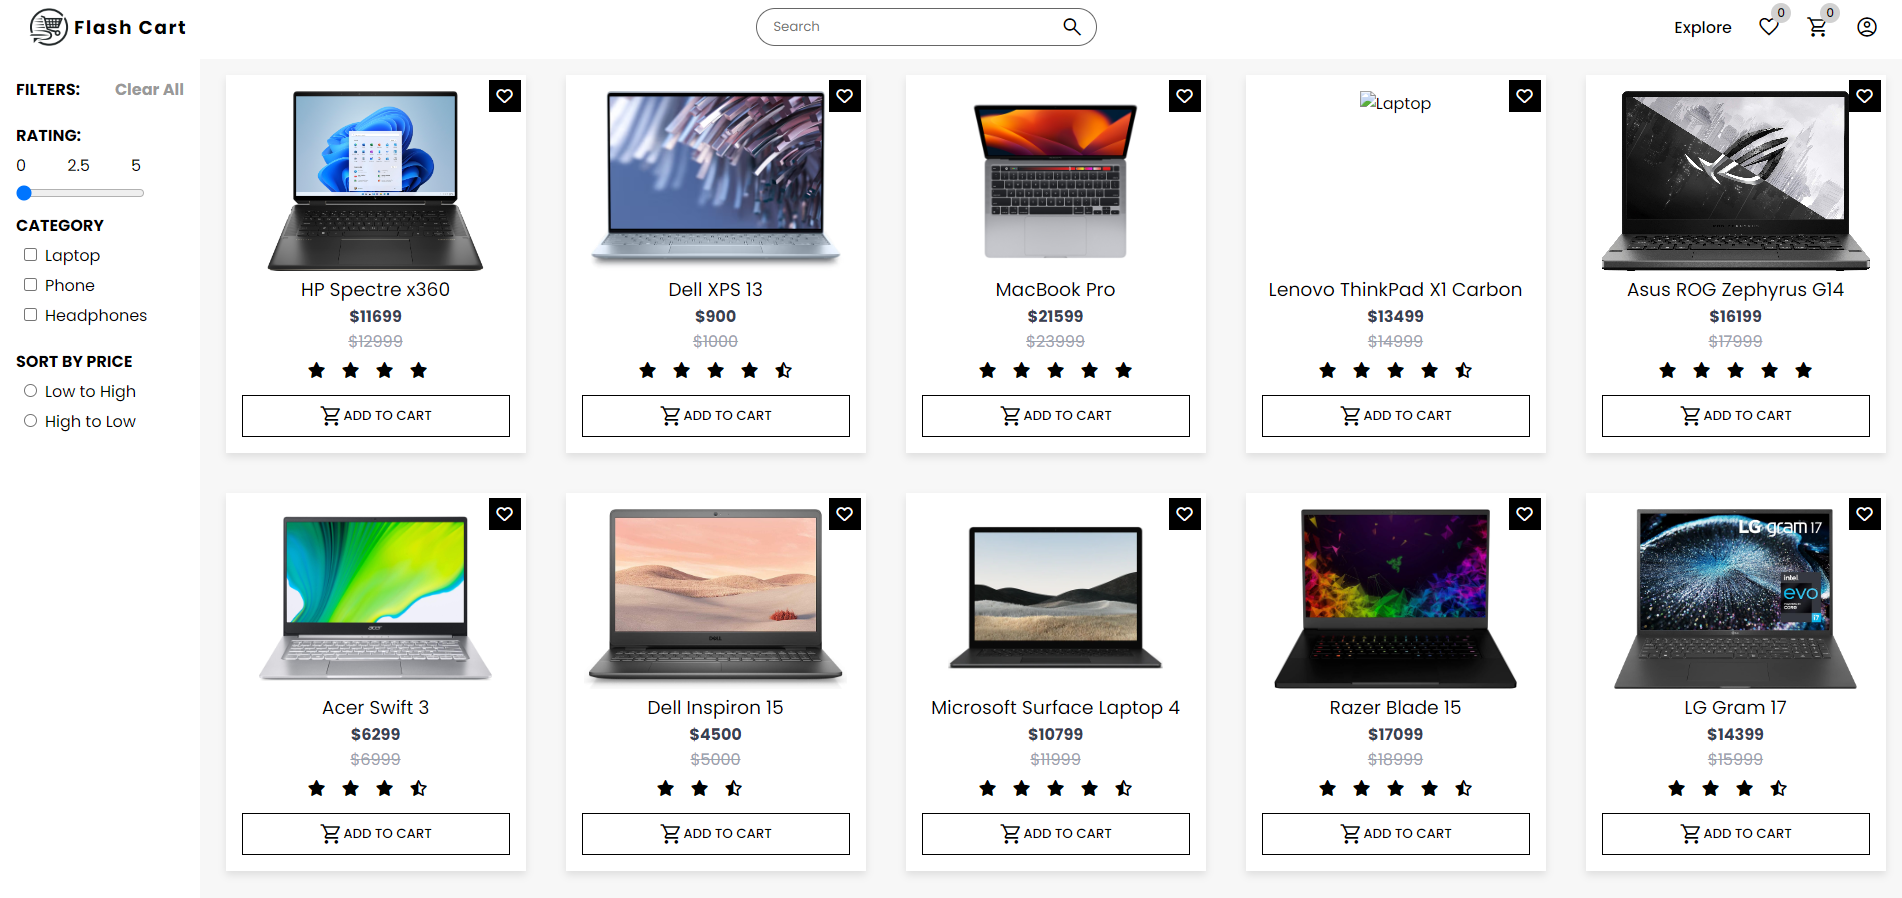 Flash Cart
Search
Explore
0
0
FILTERS:
Clear All
RATING:
0 2.5 5
CATEGORY
Laptop
Phone
Headphones
SORT BY PRICE
Low to High
High to Low
HP Spectre x360
$11699
$12999
ADD TO CART
Dell XPS 13
$900
$1000
ADD TO CART
MacBook Pro
$21599
$23999
ADD TO CART
Laptop
Lenovo ThinkPad X1 Carbon
$13499
$14999
ADD TO CART
Asus ROG Zephyrus G14
$16199
$17999
ADD TO CART
acer
Acer Swift 3
$6299
$6999
ADD TO CART
DELL
Dell Inspiron 15
$4500
$5000
ADD TO CART
Microsoft Surface Laptop 4
$10799
$11999
ADD TO CART
Razer Blade 15
$17099
$18999
ADD TO CART
LG gram 17
intel
evo
CORE
i7
LG Gram 17
$14399
$15999
ADD TO CART